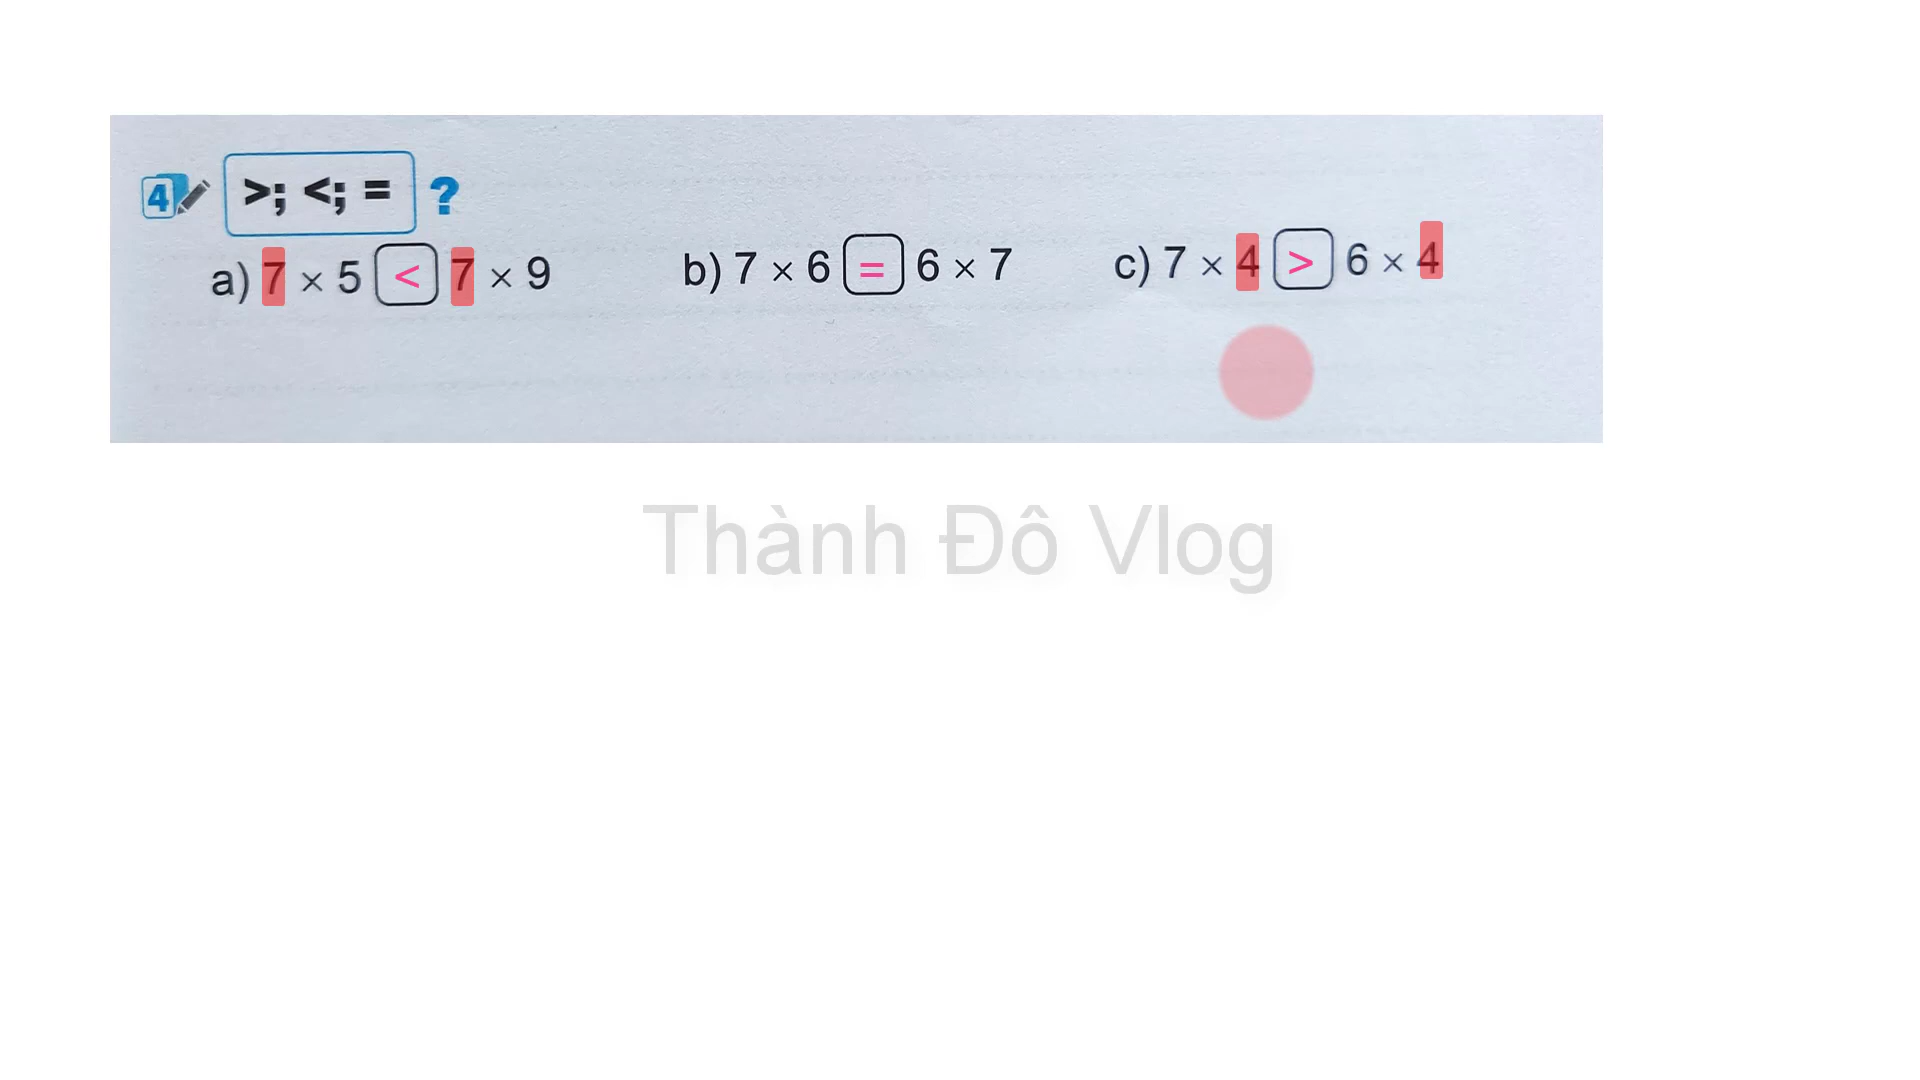 4 >; <; = ?
a) 7 × 5 < 7 × 9 b) 7 × 6 = 6 × 7 c) 7 × 4 > 6 × 4
Thành Đô Vlog